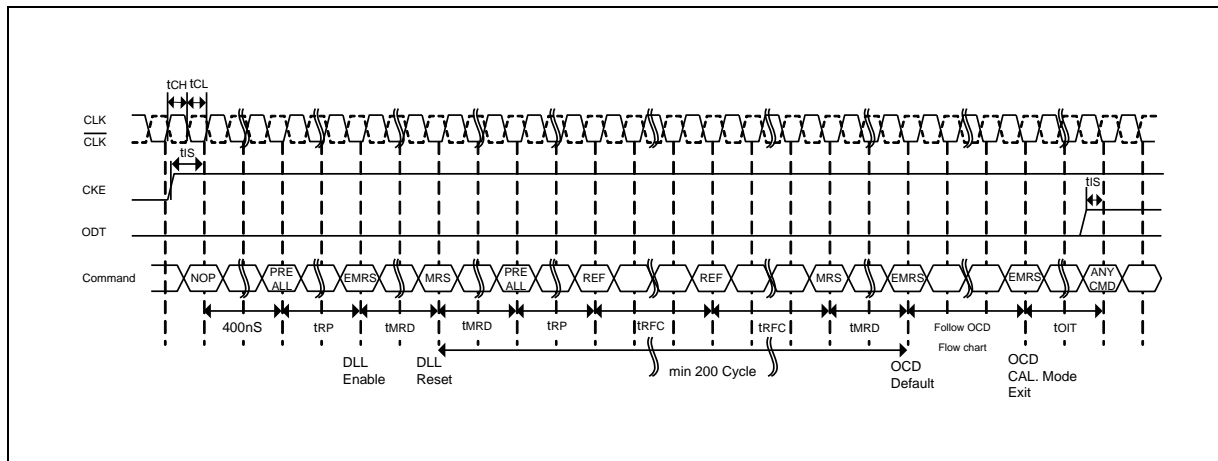 tCH tCL
CLK
CLK
tIS
CKE
tIS
ODT
Command NOP PRE ALL EMRS MRS PRE ALL REF REF MRS EMRS EMRS ANY CMD
400nS tRP tMRD tMRD tRP tRFC tRFC tMRD Follow OCD Flow chart tOIT
min 200 Cycle
DLL
Enable
DLL
Reset
OCD
Default
OCD
CAL. Mode
Exit